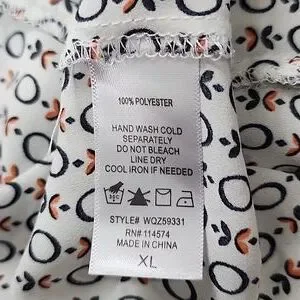 100% POLYESTER
HAND WASH COLD
SEPARATELY
DO NOT BLEACH
LINE DRY
COOL IRON IF NEEDED
STYLE# WQZ59331
RN# 114574
MADE IN CHINA
XL